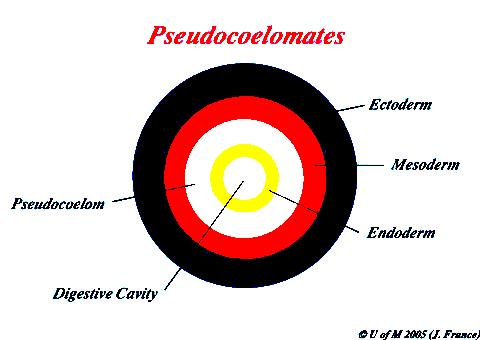 Pseudocoelomates
Ectoderm
Mesoderm
Pseudocoelom
Endoderm
Digestive Cavity
© U of M 2005 (J. France)